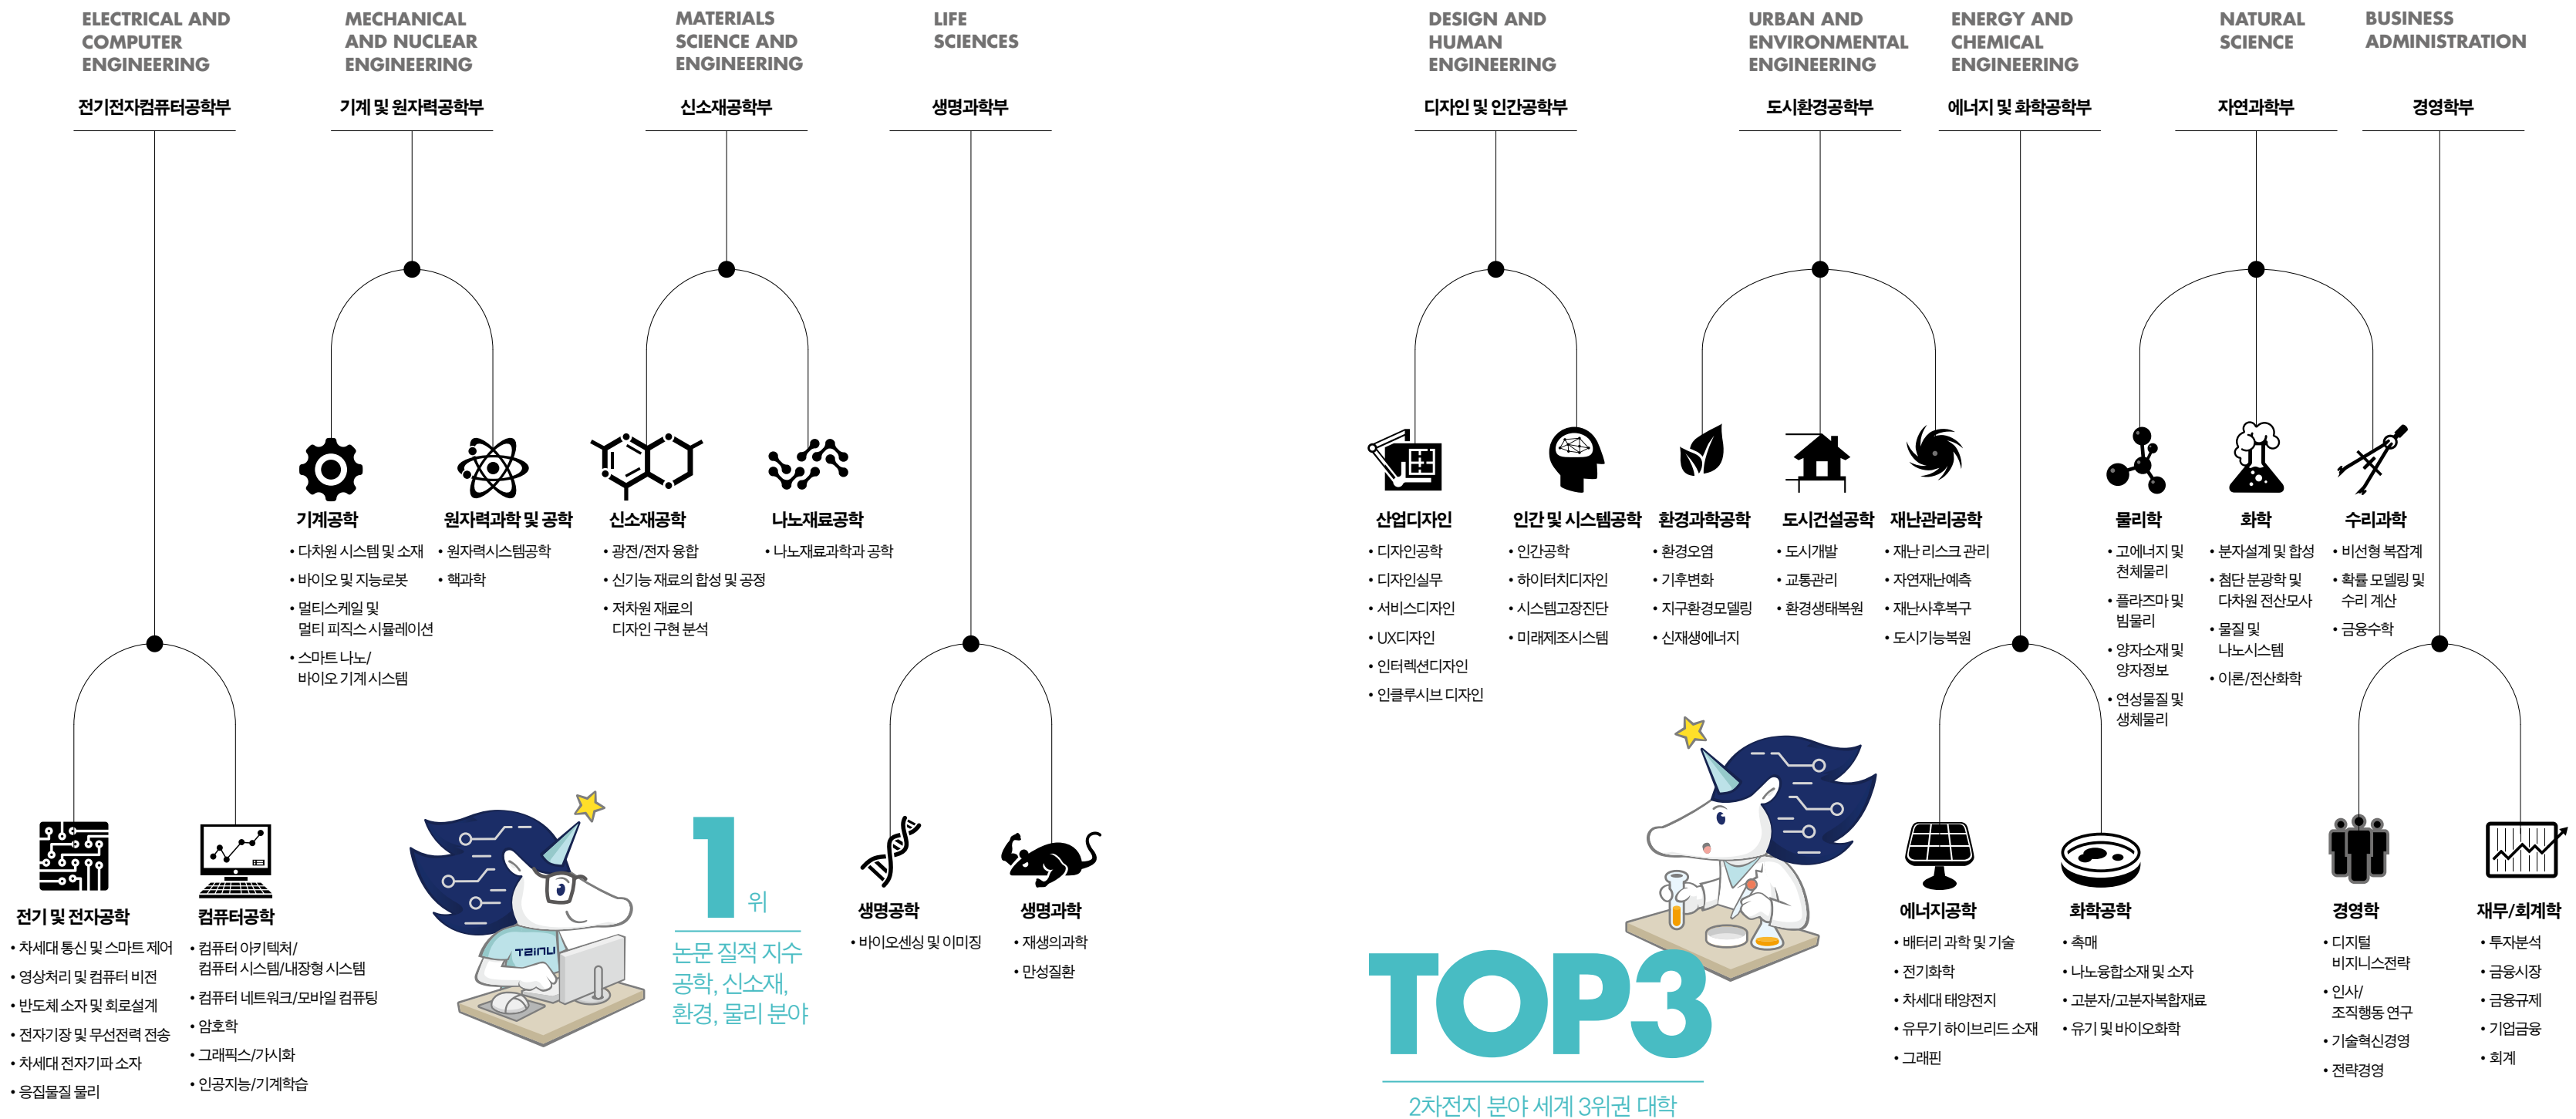 ELECTRICAL AND
COMPUTER
ENGINEERING
전기전자컴퓨터공학부
MECHANICAL
AND NUCLEAR
ENGINEERING
기계 및 원자력공학부
MATERIALS
SCIENCE AND
ENGINEERING
신소재공학부
LIFE
SCIENCES
생명과학부
DESIGN AND
HUMAN
ENGINEERING
디자인 및 인간공학부
URBAN AND
ENVIRONMENTAL
ENGINEERING
도시환경공학부
ENERGY AND
CHEMICAL
ENGINEERING
에너지 및 화학공학부
NATURAL
SCIENCE
자연과학부
BUSINESS
ADMINISTRATION
경영학부
기계공학
• 다차원 시스템 및 소재
• 바이오 및 지능로봇
• 멀티스케일 및
멀티 피직스 시뮬레이션
• 스마트 나노/
바이오 기계 시스템
원자력과학 및 공학
• 원자력시스템공학
• 핵과학
신소재공학
• 광전/전자 융합
• 신기능 재료의 합성 및 공정
• 저차원 재료의
디자인 구현 분석
나노재료공학
• 나노재료과학과 공학
산업디자인
• 디자인공학
• 디자인실무
• 서비스디자인
• UX디자인
• 인터렉션디자인
• 인클루시브 디자인
인간 및 시스템공학
• 인간공학
• 하이터치디자인
• 시스템고장진단
• 미래제조시스템
환경과학공학
• 환경오염
• 기후변화
• 지구환경모델링
• 신재생에너지
도시건설공학
• 도시개발
• 교통관리
• 환경생태복원
재난관리공학
• 재난 리스크 관리
• 자연재난예측
• 재난사후복구
• 도시기능복원
물리학
• 고에너지 및
천체물리
• 플라즈마 및
빔물리
• 양자소재 및
양자정보
• 연성물질 및
생체물리
화학
• 분자설계 및 합성
• 첨단 분광학 및
다차원 전산모사
• 물질 및
나노시스템
• 이론/전산화학
수리과학
• 비선형 복잡계
• 확률 모델링 및
수리 계산
• 금융수학
전기 및 전자공학
• 차세대 통신 및 스마트 제어
• 영상처리 및 컴퓨터 비전
• 반도체 소자 및 회로설계
• 전자기장 및 무선전력 전송
• 차세대 전자기파 소자
• 응집물질 물리
컴퓨터공학
• 컴퓨터 아키텍처/
컴퓨터 시스템/내장형 시스템
• 컴퓨터 네트워크/모바일 컴퓨팅
• 암호학
• 그래픽스/가시화
• 인공지능/기계학습
1위
논문 질적 지수
공학, 신소재,
환경, 물리 분야
생명공학
• 바이오센싱 및 이미징
생명과학
• 재생의과학
• 만성질환
TOP3
2차전지 분야 세계 3위권 대학
에너지공학
• 배터리 과학 및 기술
• 전기화학
• 차세대 태양전지
• 유무기 하이브리드 소재
• 그래핀
화학공학
• 촉매
• 나노융합소재 및 소자
• 고분자/고분자복합재료
• 유기 및 바이오화학
경영학
• 디지털
비지니스전략
• 인사/
조직행동 연구
• 기술혁신경영
• 전략경영
재무/회계학
• 투자분석
• 금융시장
• 금융규제
• 기업금융
• 회계